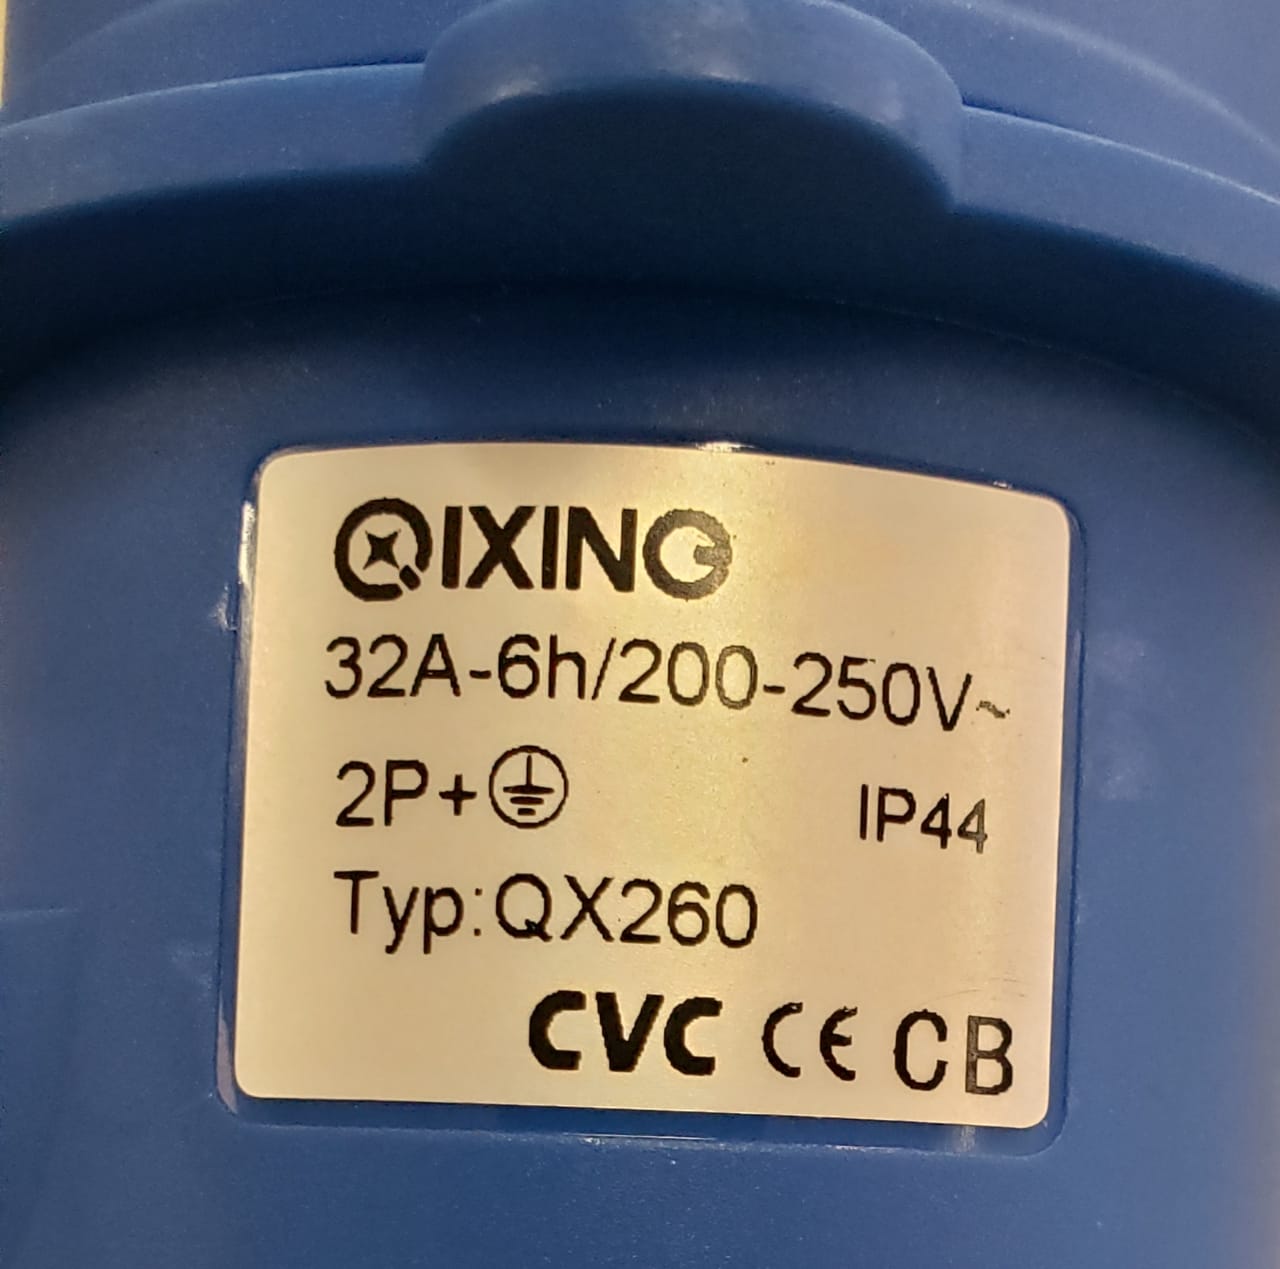 QIXING
32A-6h/200-250V~
2P+⏚ IP44
Typ:QX260
CVC CE CB